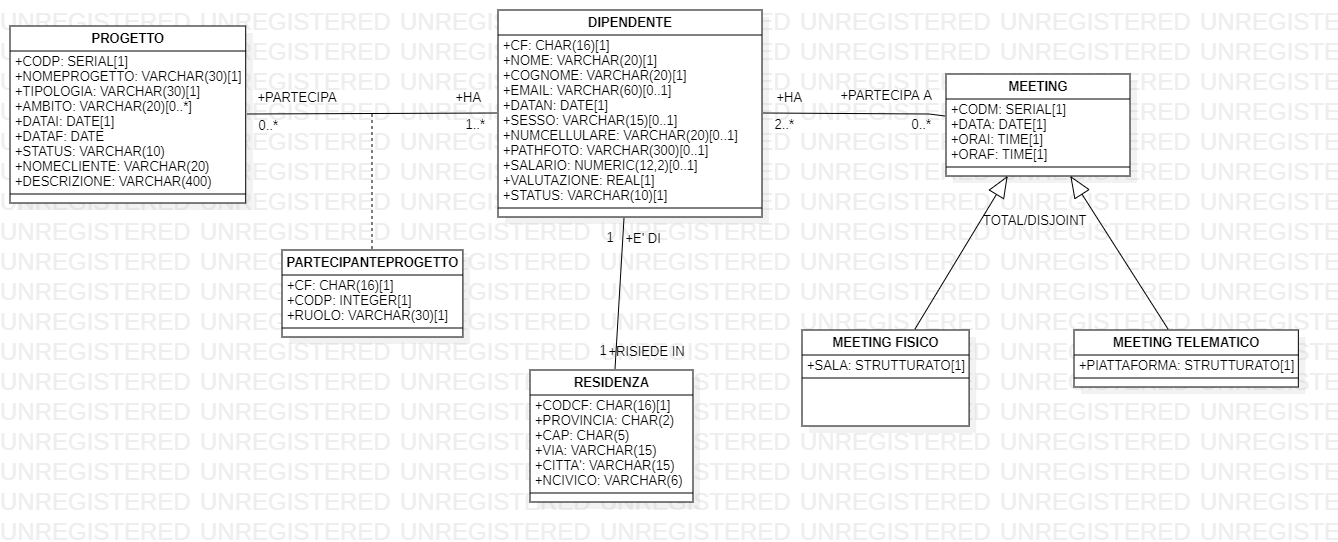 PROGETTO
+CODP: SERIAL[1]
+NOMEPROGETTO: VARCHAR(30)[1]
+TIPOLOGIA: VARCHAR(30)[1]
+AMBITO: VARCHAR(20)[0..*]
+DATAI: DATE[1]
+DATAF: DATE
+STATUS: VARCHAR(10)
+NOMECLIENTE: VARCHAR(20)
+DESCRIZIONE: VARCHAR(400)
+PARTECIPA
0..*
+HA
1..*
DIPENDENTE
+CF: CHAR(16)[1]
+NOME: VARCHAR(20)[1]
+COGNOME: VARCHAR(20)[1]
+EMAIL: VARCHAR(60)[0..1]
+DATAN: DATE[1]
+SESSO: VARCHAR(15)[0..1]
+NUMCELLULARE: VARCHAR(20)[0..1]
+PATHFOTO: VARCHAR(300)[0..1]
+SALARIO: NUMERIC(12,2)[0..1]
+VALUTAZIONE: REAL[1]
+STATUS: VARCHAR(10)[1]
+HA
2..*
+PARTECIPA A
0..*
MEETING
+CODM: SERIAL[1]
+DATA: DATE[1]
+ORAI: TIME[1]
+ORAF: TIME[1]
TOTAL/DISJOINT
PARTECIPANTEPROGETTO
+CF: CHAR(16)[1]
+CODP: INTEGER[1]
+RUOLO: VARCHAR(30)[1]
1
+E' DI
1
+RISIEDE IN
RESIDENZA
+CODCF: CHAR(16)[1]
+PROVINCIA: CHAR(2)
+CAP: CHAR(5)
+VIA: VARCHAR(15)
+CITTA': VARCHAR(15)
+NCIVICO: VARCHAR(6)
MEETING FISICO
+SALA: STRUTTURATO[1]
MEETING TELEMATICO
+PIATTAFORMA: STRUTTURATO[1]
UNREGISTERED